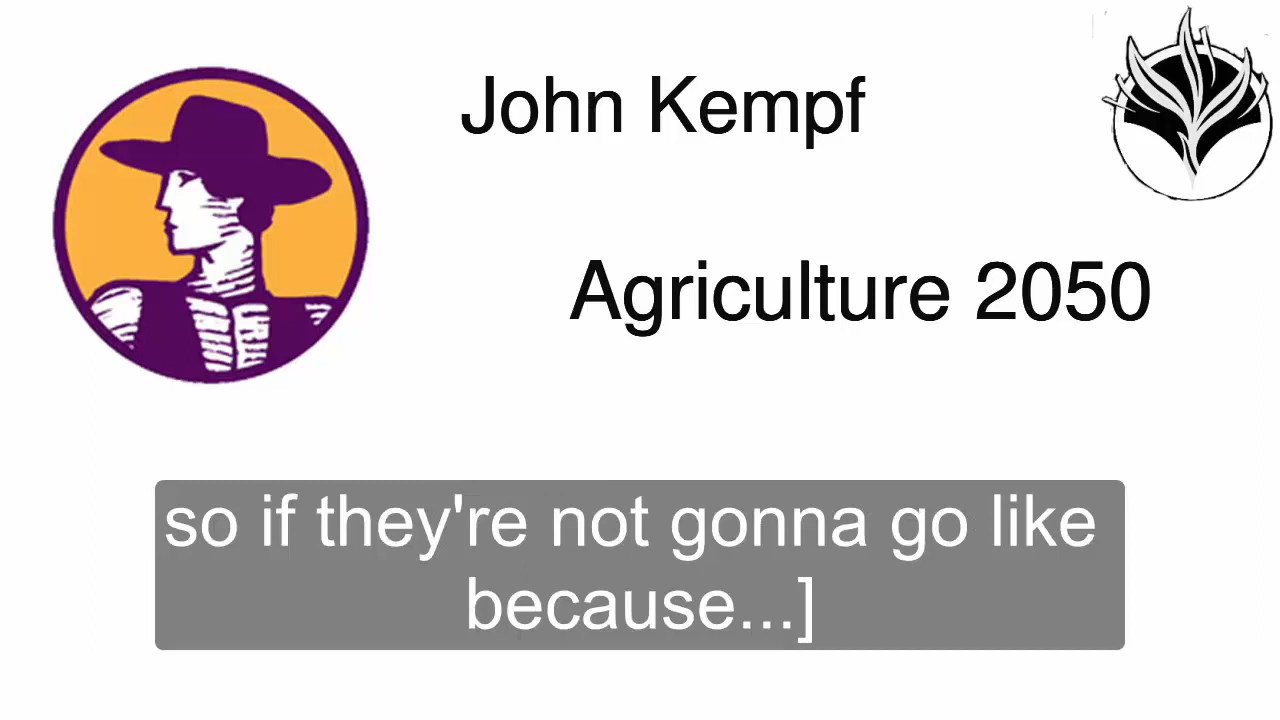 John Kempf
Agriculture 2050
so if they're not gonna go like
because...]